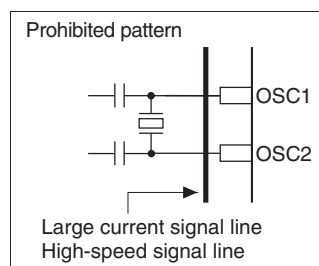 Prohibited pattern
OSC1
OSC2
Large current signal line
High-speed signal line